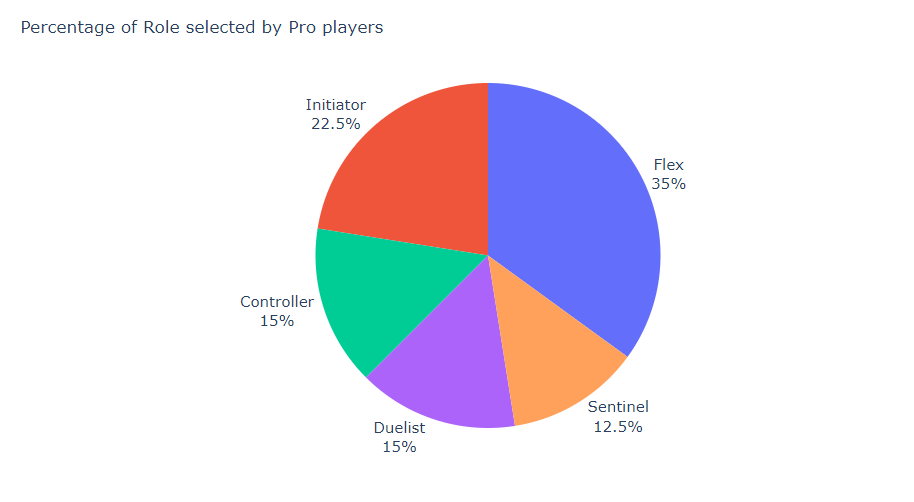 Percentage of Role selected by Pro players
Initiator
22.5%
Flex
35%
Controller
15%
Sentinel
12.5%
Duelist
15%